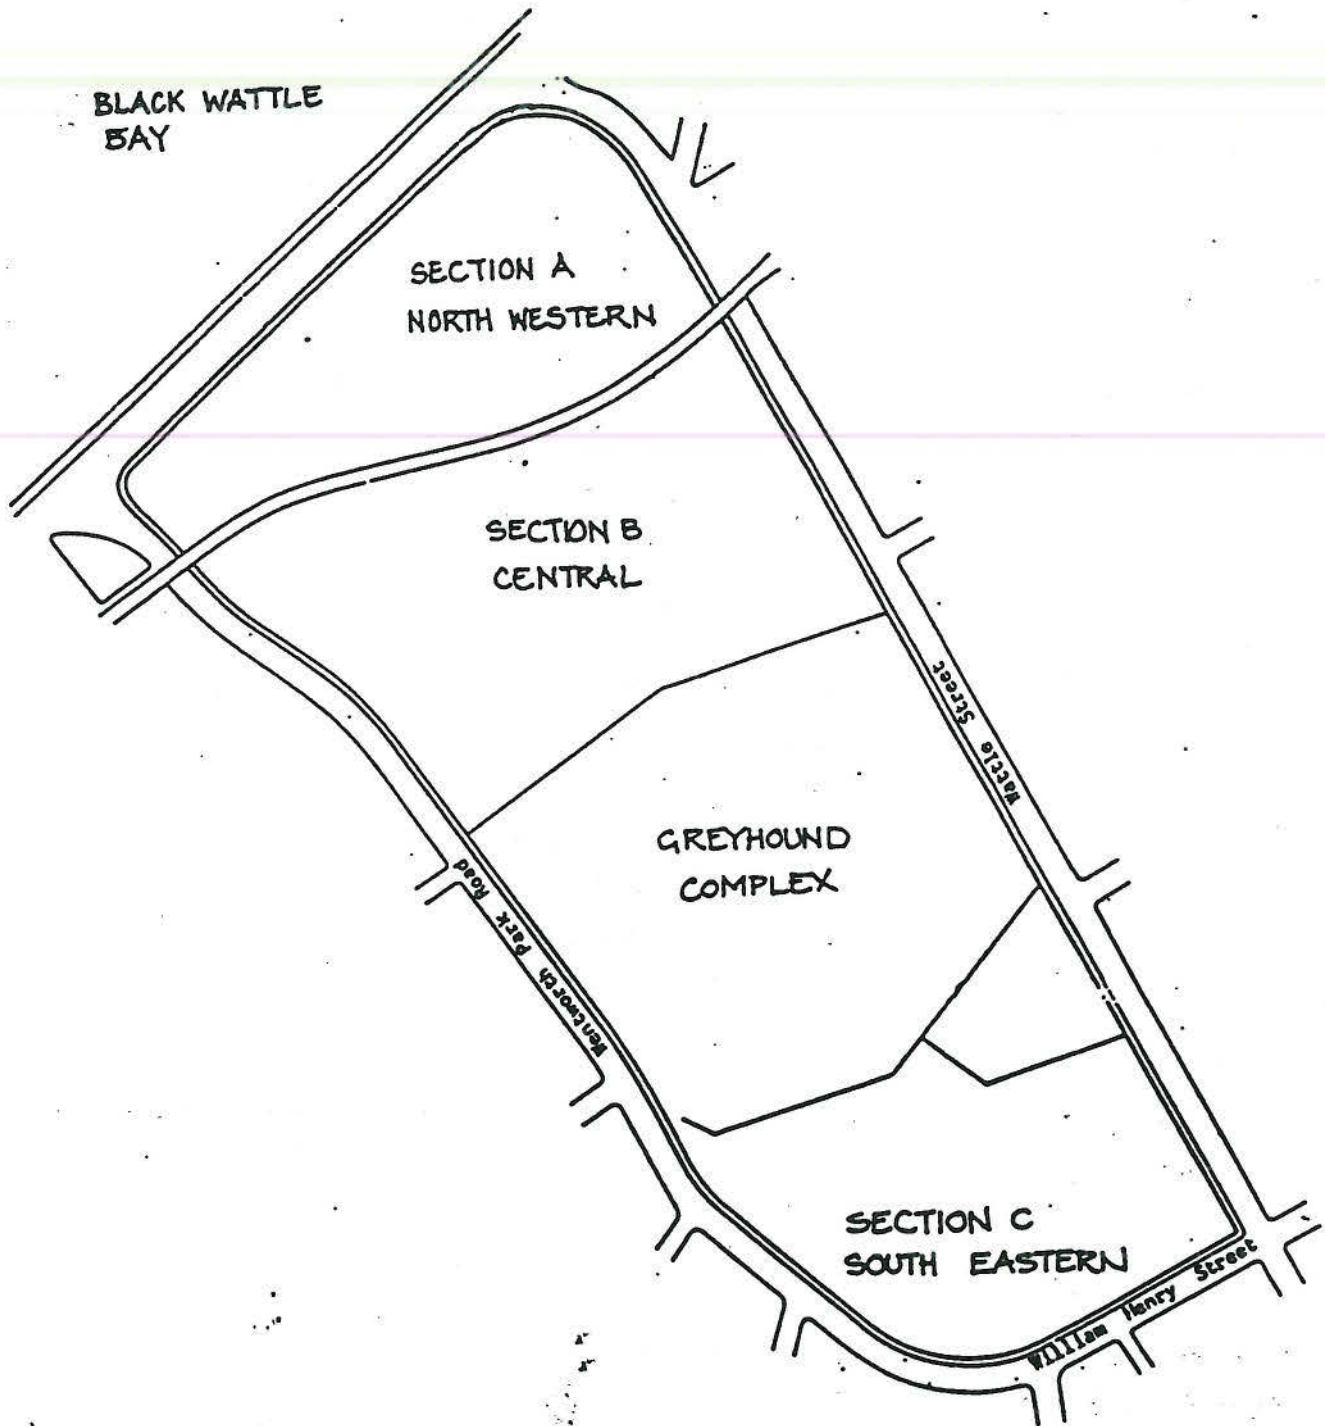 BLACK WATTLE
BAY
SECTION A
NORTH WESTERN
SECTION B
CENTRAL
Wattle Street
GREYHOUND
COMPLEX
Wentworth Park Road
SECTION C
SOUTH EASTERN
William Henry Street